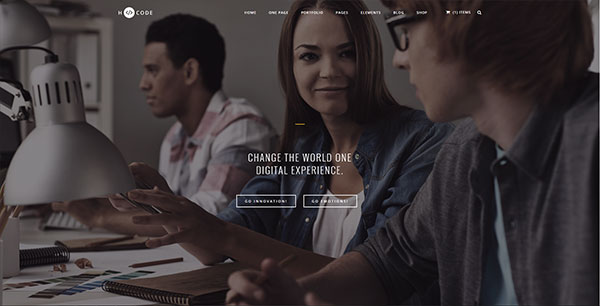 H </> CODE HOME ONE PAGE PORTFOLIO PAGES ELEMENTS BLOG SHOP (1) ITEMS
CHANGE THE WORLD ONE
DIGITAL EXPERIENCE.
GO INNOVATION! GO EMOTIONS!